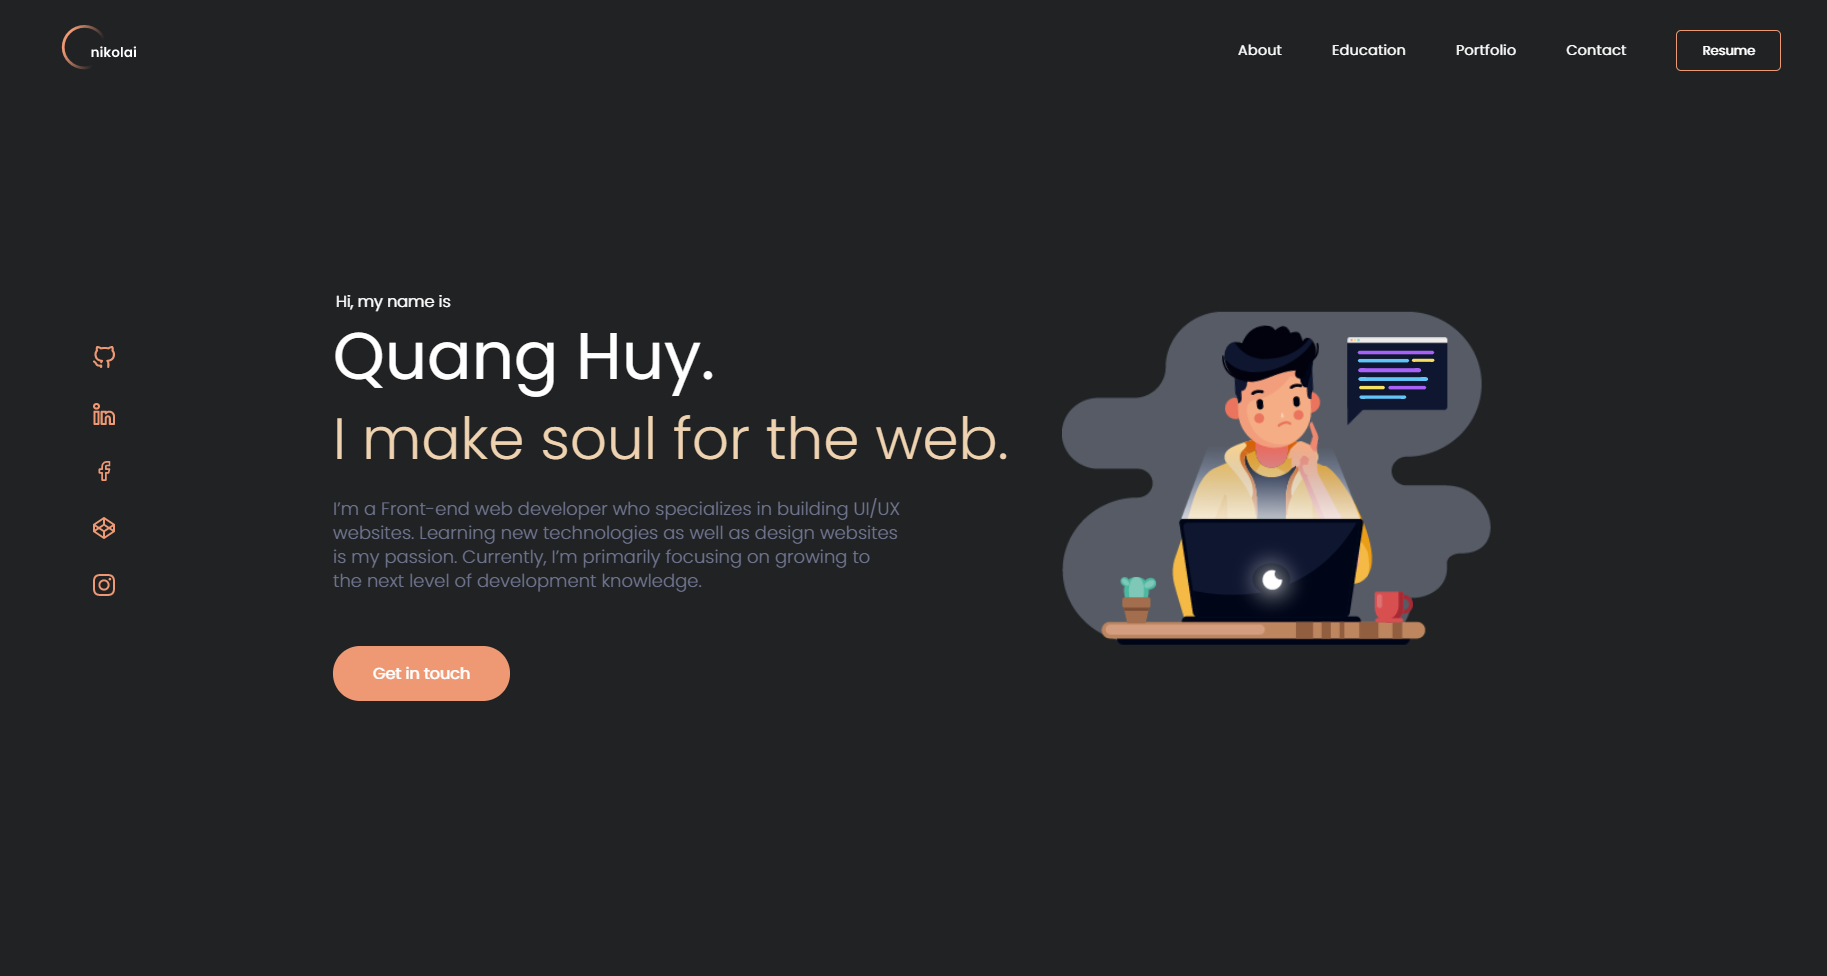 nikolai
About
Education
Portfolio
Contact
Resume
Hi, my name is
Quang Huy.
I make soul for the web.
I'm a Front-end web developer who specializes in building UI/UX
websites. Learning new technologies as well as design websites
is my passion. Currently, I'm primarily focusing on growing to
the next level of development knowledge.
Get in touch